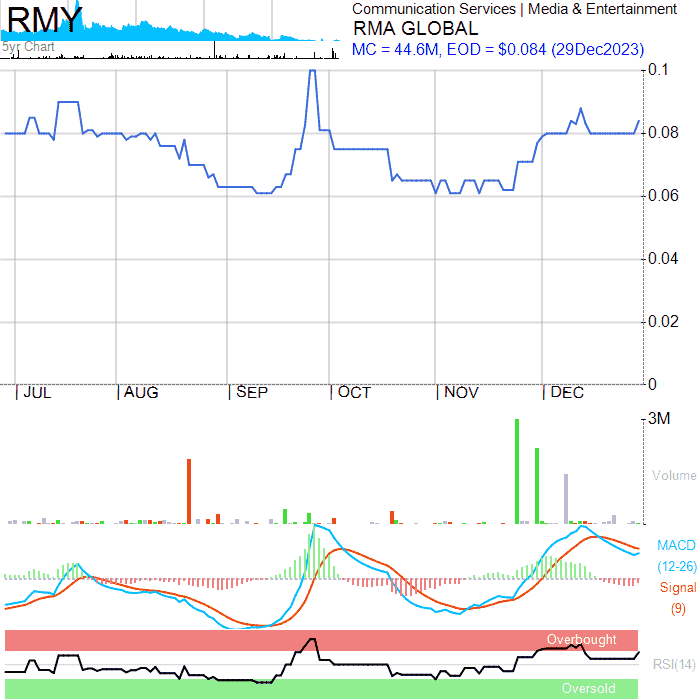 RMY
5yr Chart
Communication Services | Media & Entertainment
RMA GLOBAL
MC = 44.6M, EOD = $0.084 (29Dec2023)
0.1
0.08
0.06
0.04
0.02
0
JUL AUG SEP OCT NOV DEC
3M
Volume
MACD
(12-26)
Signal
(9)
Overbought
RSI(14)
Oversold